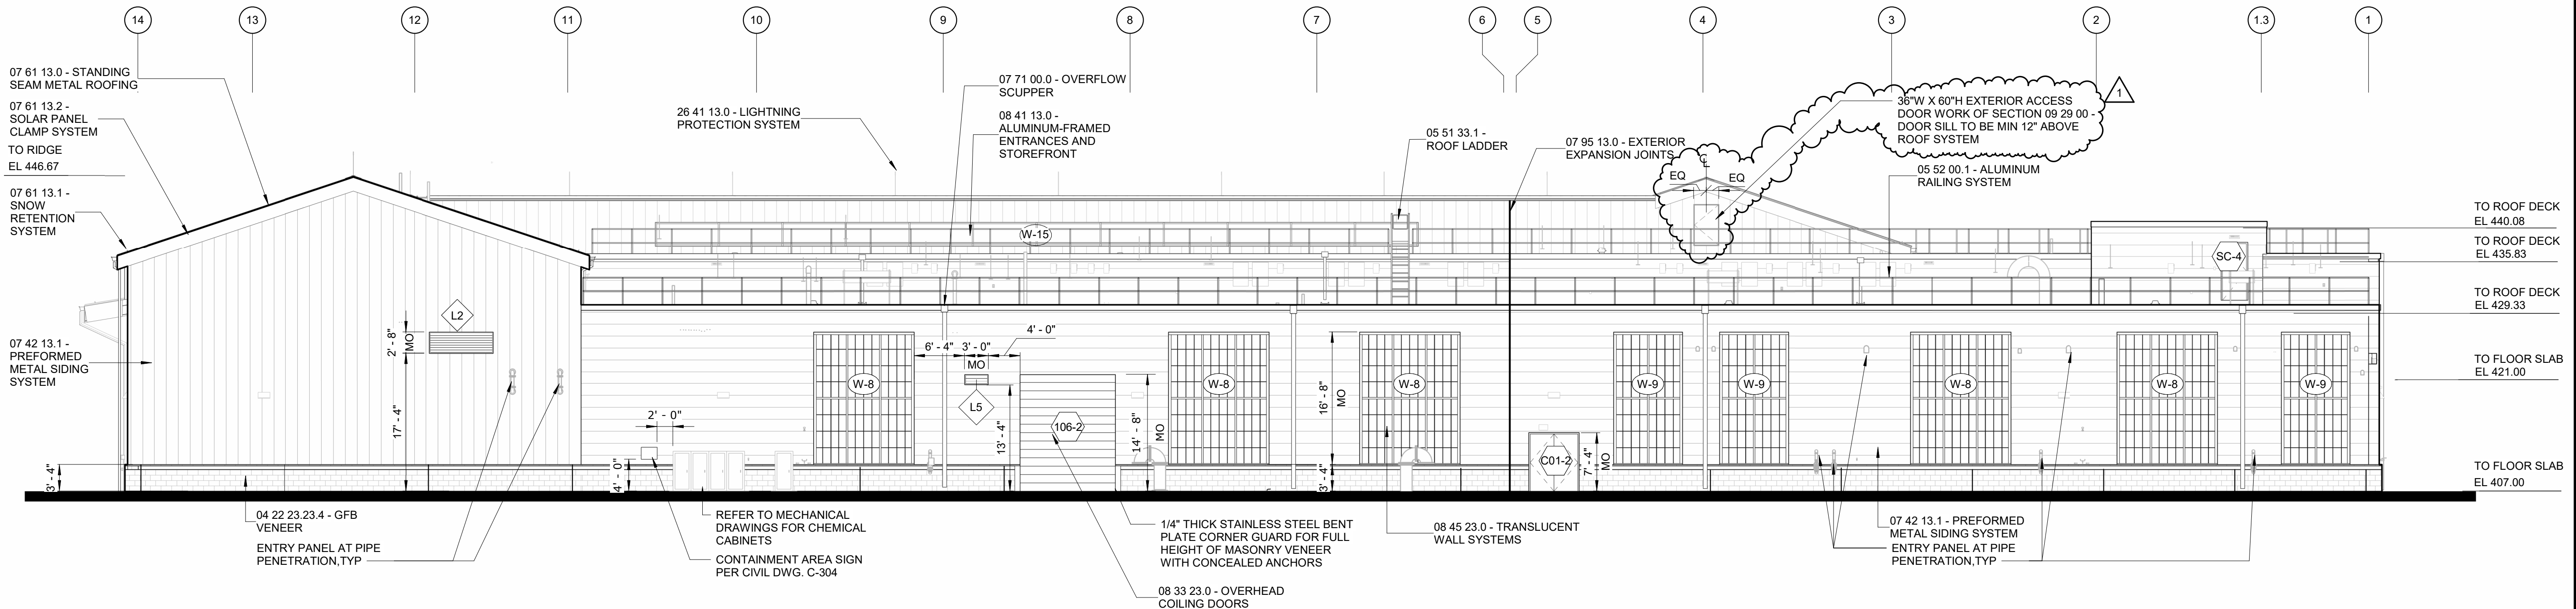 14
13
12
11
10
9
8
7
6
5
4
3
2
1.3
1
07 61 13.0 - STANDING
SEAM METAL ROOFING
07 61 13.2 -
SOLAR PANEL
CLAMP SYSTEM
TO RIDGE
EL 446.67
07 61 13.1 -
SNOW
RETENTION
SYSTEM
07 42 13.1 -
PREFORMED
METAL SIDING
SYSTEM
26 41 13.0 - LIGHTNING
PROTECTION SYSTEM
07 71 00.0 - OVERFLOW
SCUPPER
08 41 13.0 -
ALUMINUM-FRAMED
ENTRANCES AND
STOREFRONT
05 51 33.1 -
ROOF LADDER
07 95 13.0 - EXTERIOR
EXPANSION JOINTS
36"W X 60"H EXTERIOR ACCESS
DOOR WORK OF SECTION 09 29 00 -
DOOR SILL TO BE MIN 12" ABOVE
ROOF SYSTEM
1
CL
EQ
EQ
05 52 00.1 - ALUMINUM
RAILING SYSTEM
TO ROOF DECK
EL 440.08
TO ROOF DECK
EL 435.83
TO ROOF DECK
EL 429.33
TO FLOOR SLAB
EL 421.00
TO FLOOR SLAB
EL 407.00
W-15
SC-4
L2
2' - 8"
MO
17' - 4"
3' - 4"
2' - 0"
4' - 0"
W-8
6' - 4"
3' - 0"
MO
4' - 0"
L5
13' - 4"
106-2
14' - 8"
MO
W-8
16' - 8"
MO
3' - 4"
W-8
C01-2
7' - 4"
MO
W-9
W-9
W-8
W-8
W-9
04 22 23.23.4 - GFB
VENEER
ENTRY PANEL AT PIPE
PENETRATION,TYP
REFER TO MECHANICAL
DRAWINGS FOR CHEMICAL
CABINETS
CONTAINMENT AREA SIGN
PER CIVIL DWG. C-304
1/4" THICK STAINLESS STEEL BENT
PLATE CORNER GUARD FOR FULL
HEIGHT OF MASONRY VENEER
WITH CONCEALED ANCHORS
08 33 23.0 - OVERHEAD
COILING DOORS
08 45 23.0 - TRANSLUCENT
WALL SYSTEMS
07 42 13.1 - PREFORMED
METAL SIDING SYSTEM
ENTRY PANEL AT PIPE
PENETRATION,TYP